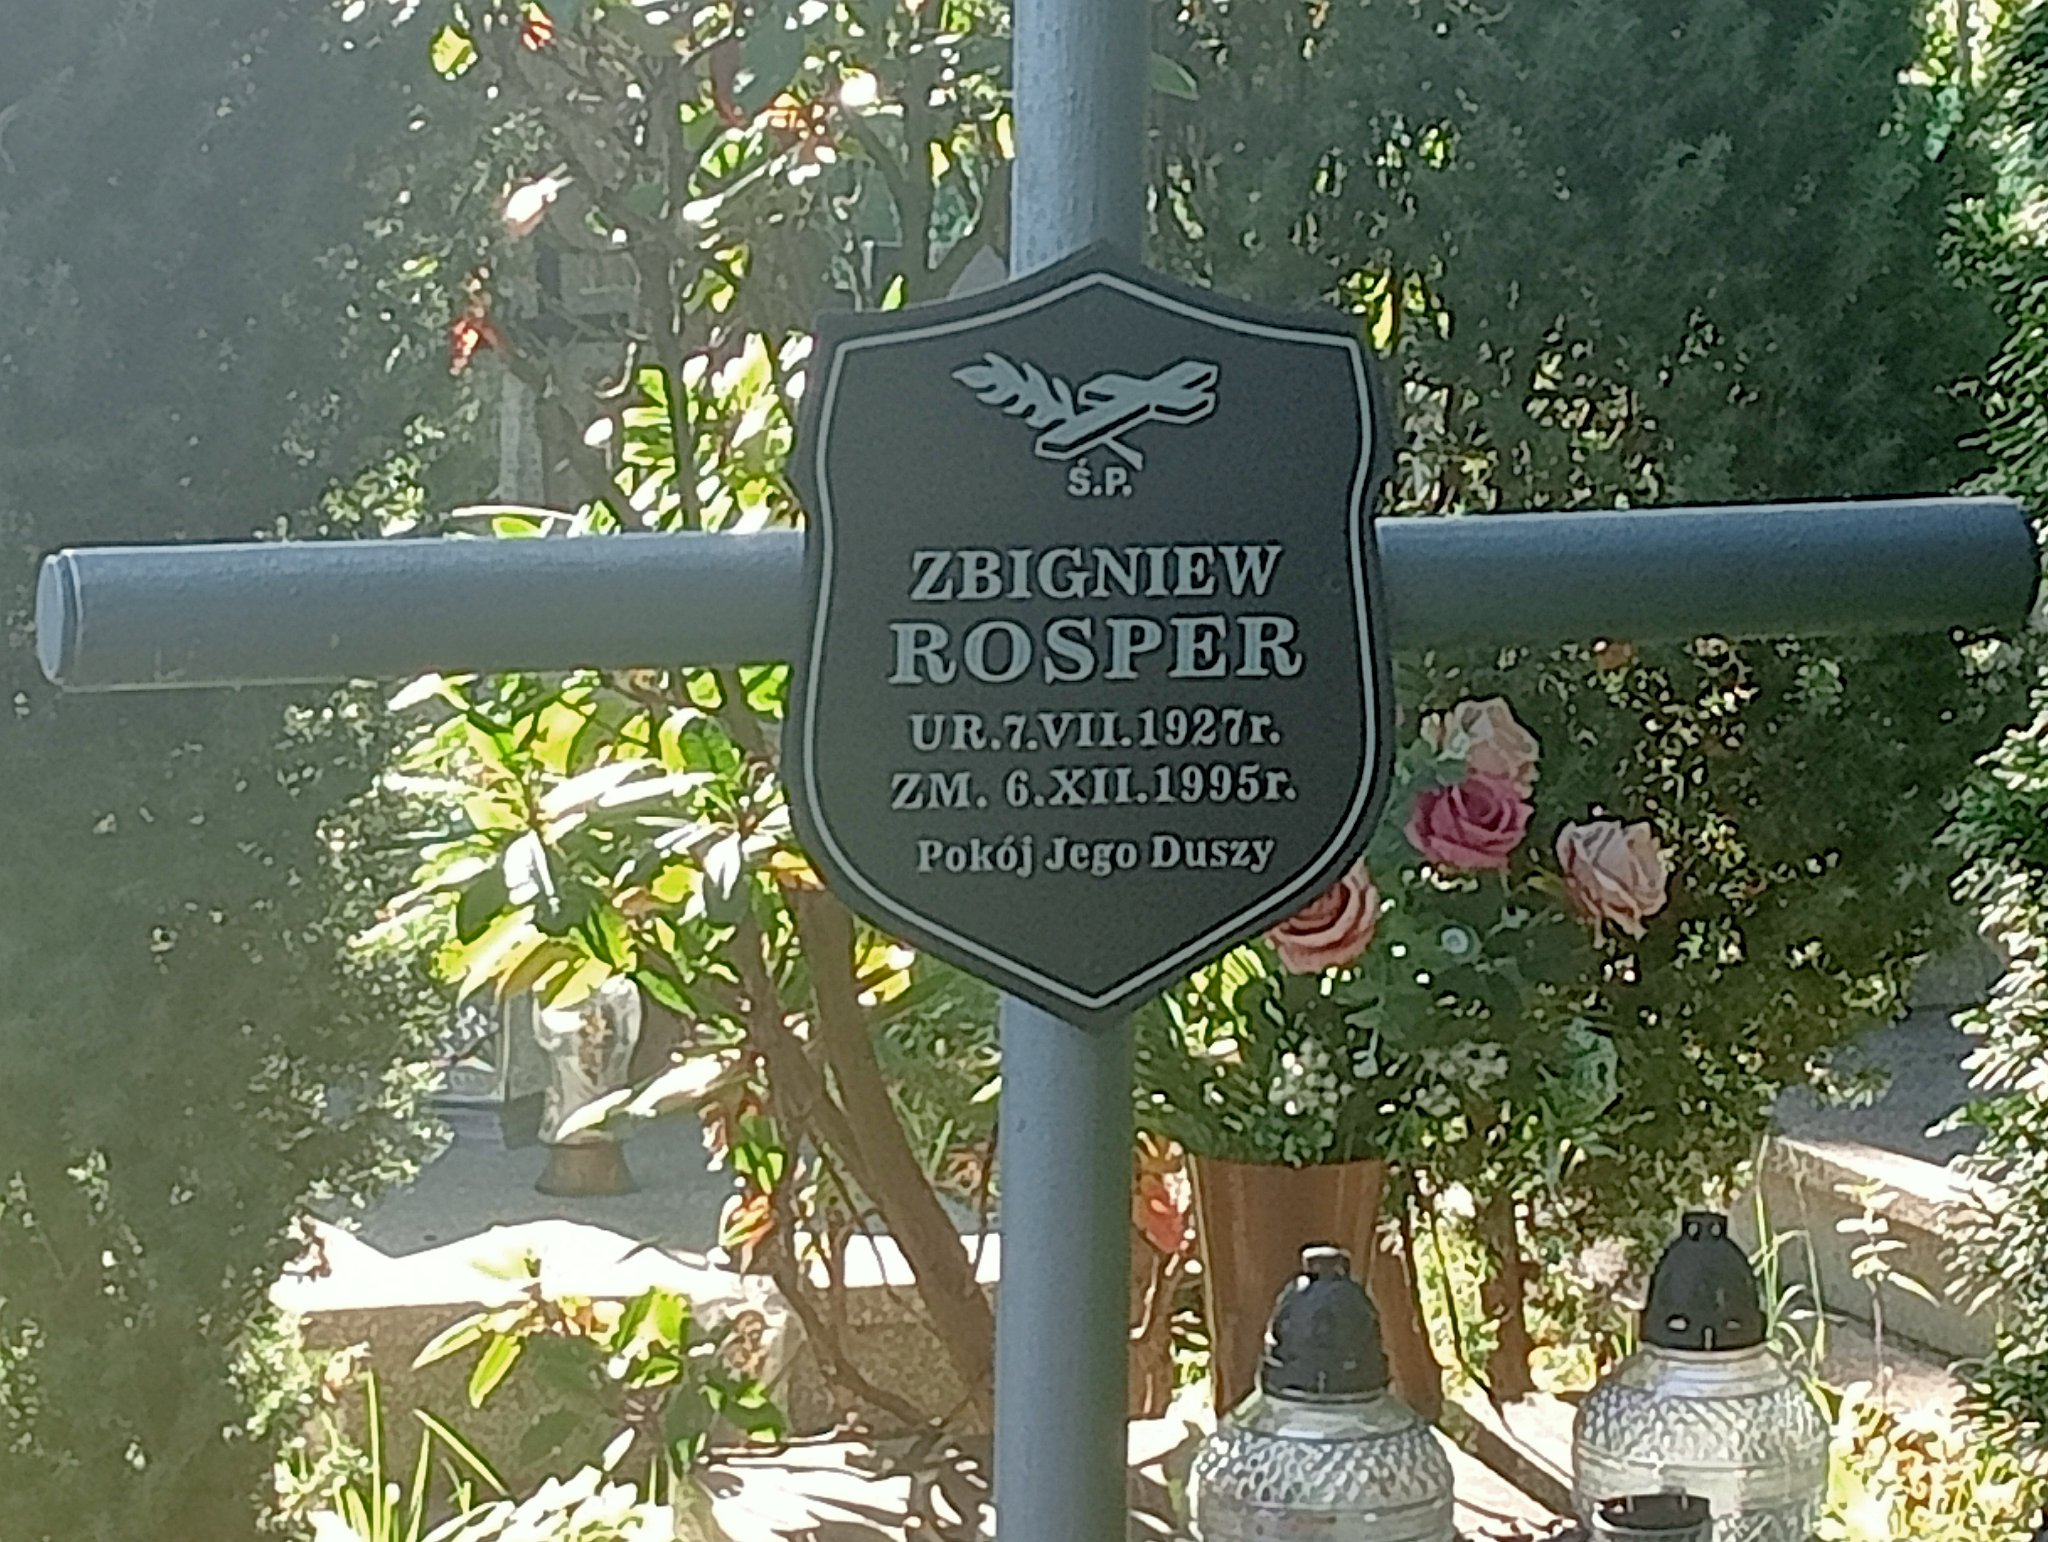 Ś.P.
ZBIGNIEW
ROSPER
UR.7.VII.1927r.
ZM. 6.XII.1995r.
Pokój Jego Duszy